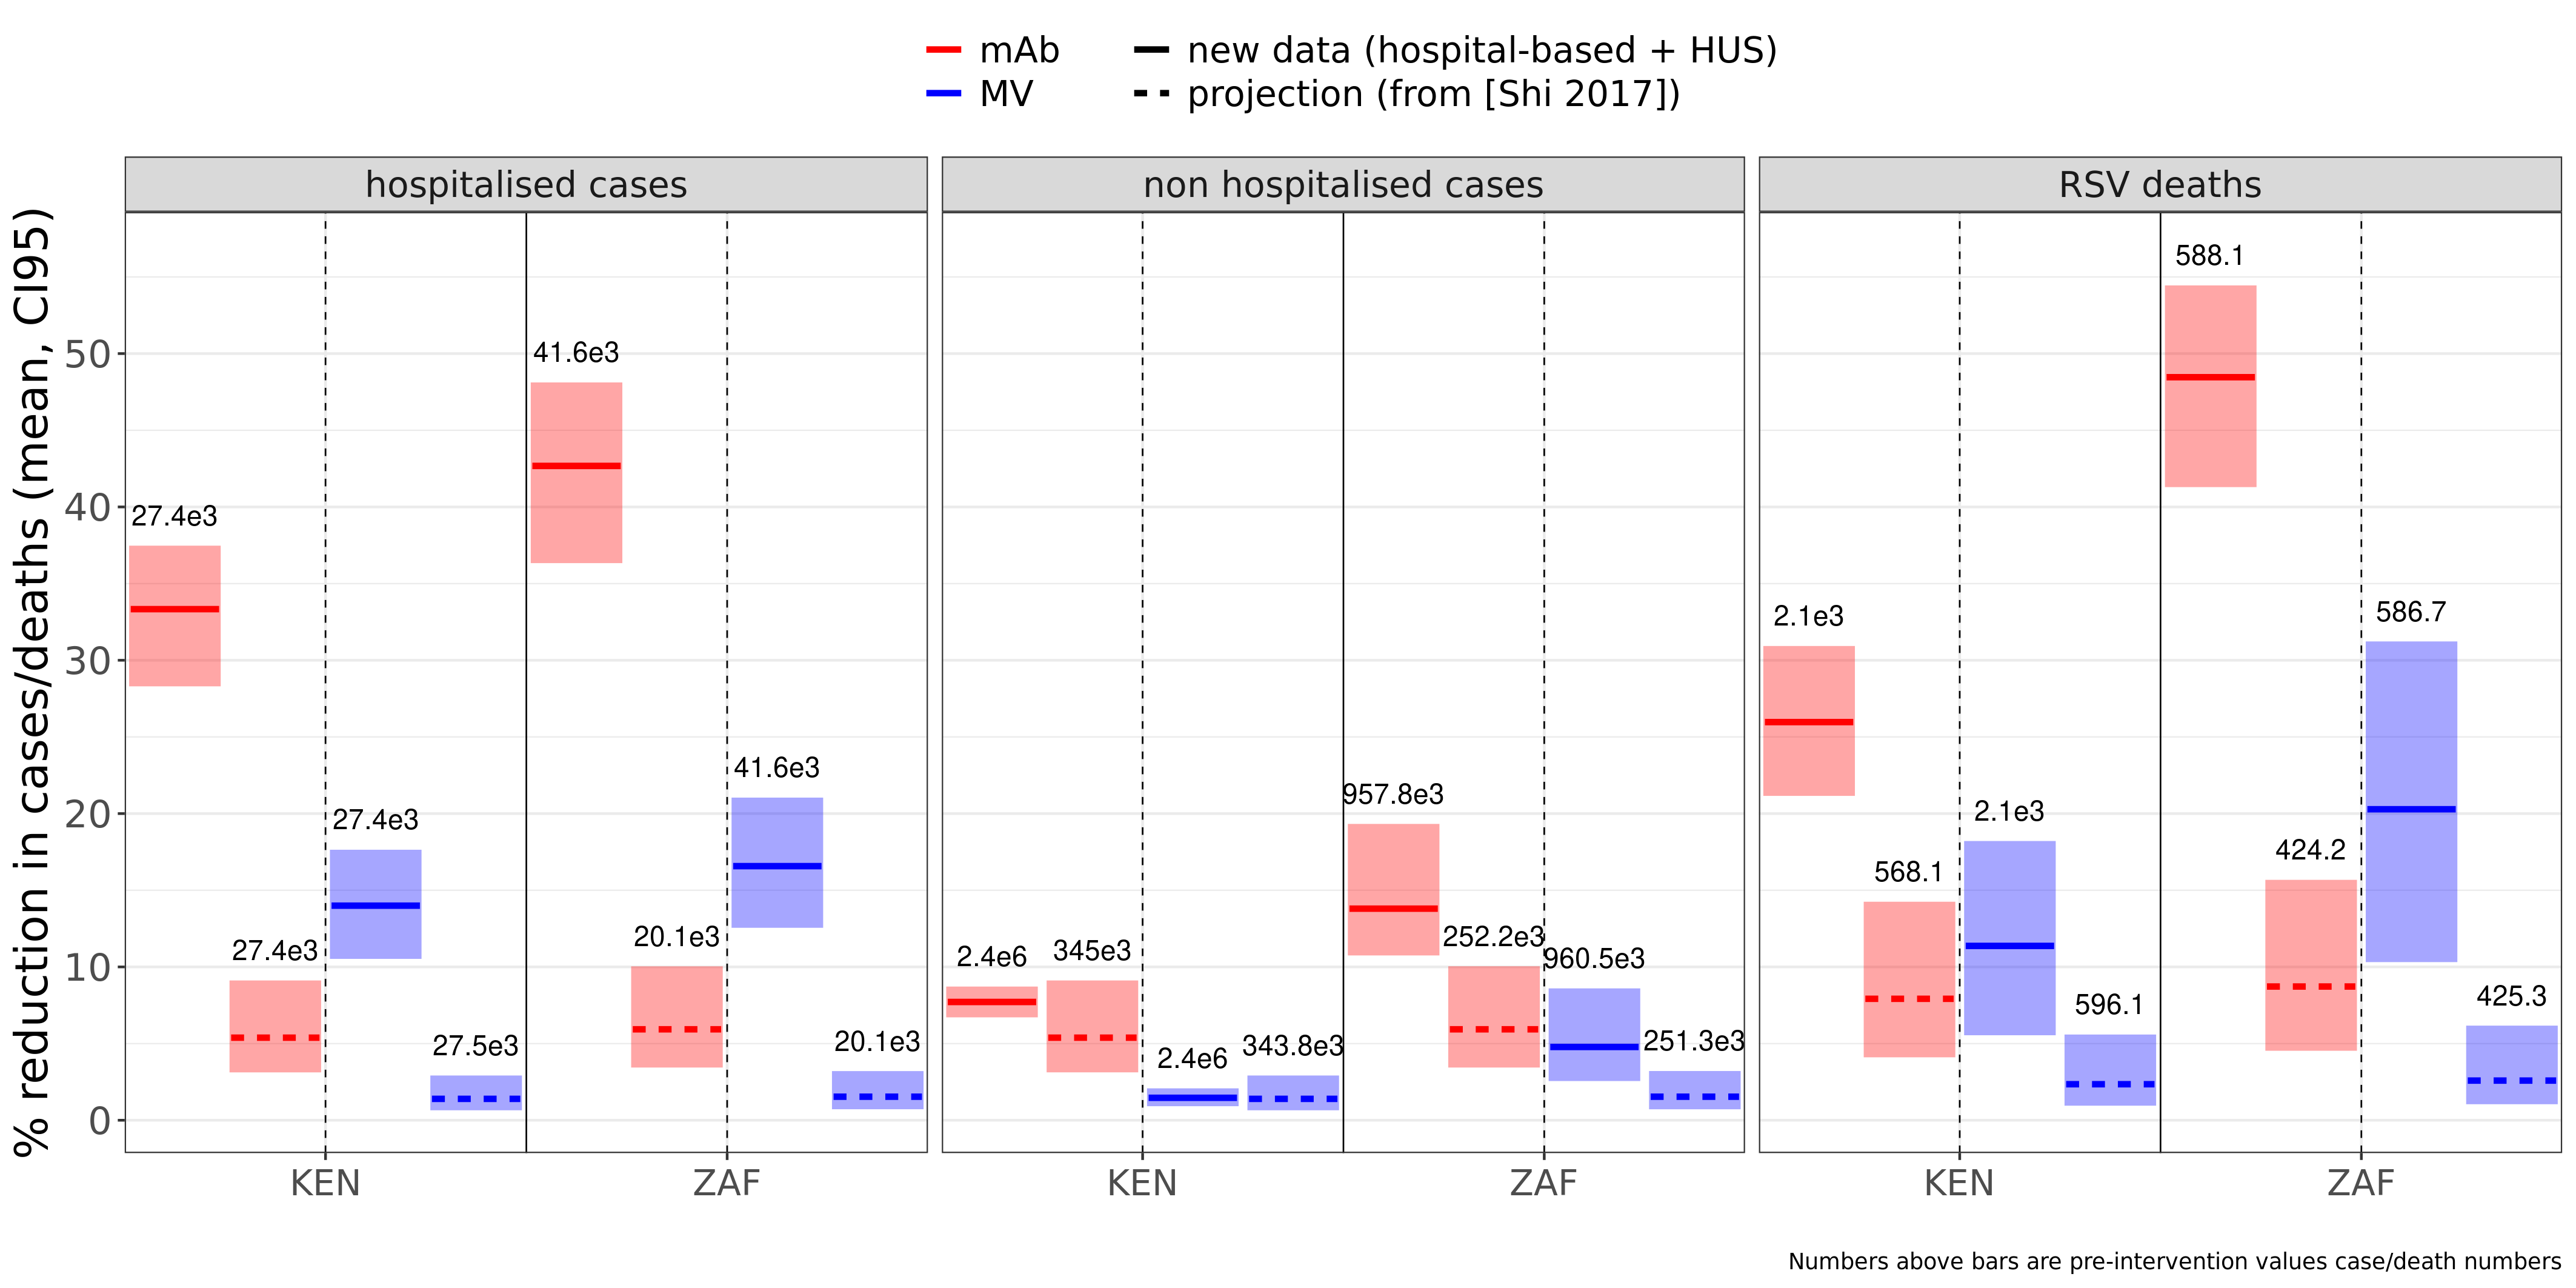 mAb
MV
new data (hospital-based + HUS)
projection (from [Shi 2017])
% reduction in cases/deaths (mean, CI95)
hospitalised cases
non hospitalised cases
RSV deaths
50
40
30
20
10
0
27.4e3
27.4e3
27.4e3
27.5e3
41.6e3
20.1e3
41.6e3
20.1e3
2.4e6
345e3
2.4e6
343.8e3
957.8e3
252.2e3
960.5e3
251.3e3
2.1e3
568.1
2.1e3
596.1
588.1
424.2
586.7
425.3
KEN
ZAF
KEN
ZAF
KEN
ZAF
Numbers above bars are pre-intervention values case/death numbers